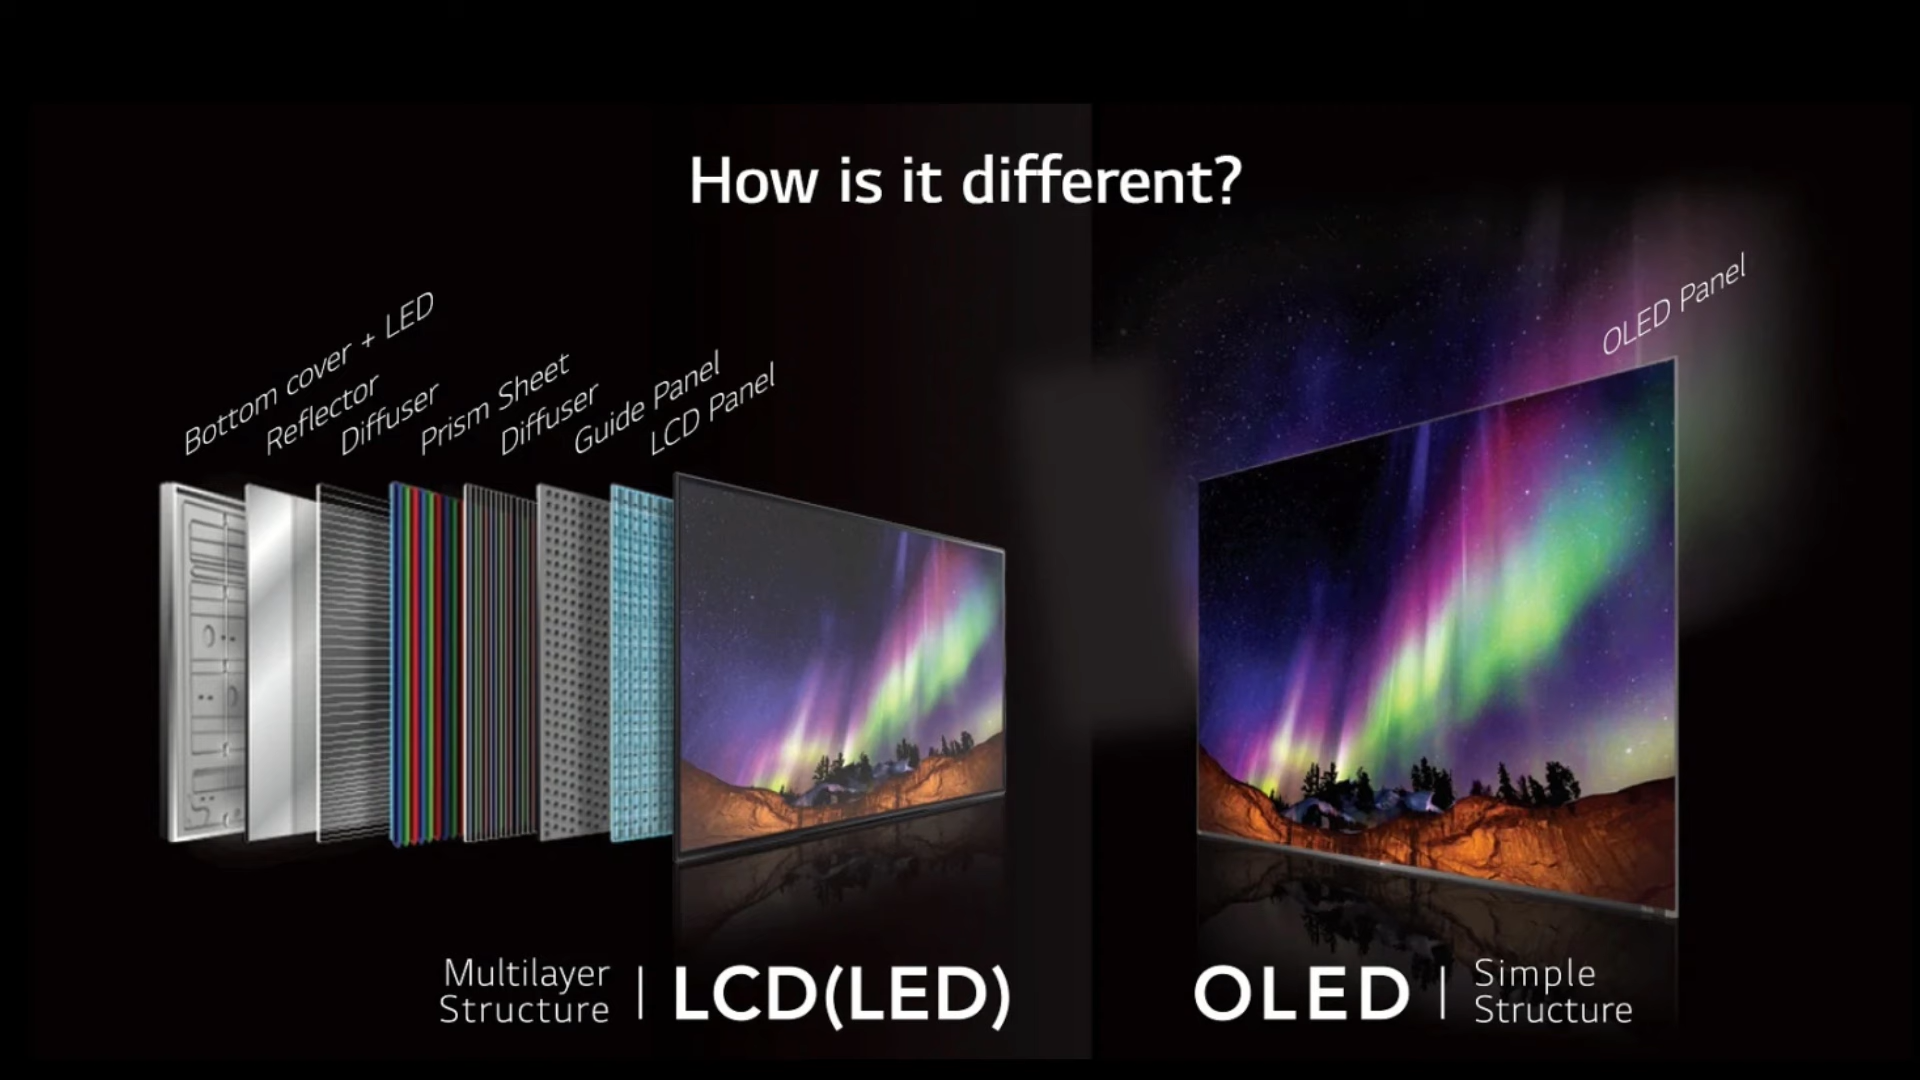 How is it different?
Bottom cover + LED
Reflector
Diffuser
Prism Sheet
Diffuser
Guide Panel
LCD Panel
OLED Panel
Multilayer
Structure
LCD(LED)
OLED
Simple
Structure